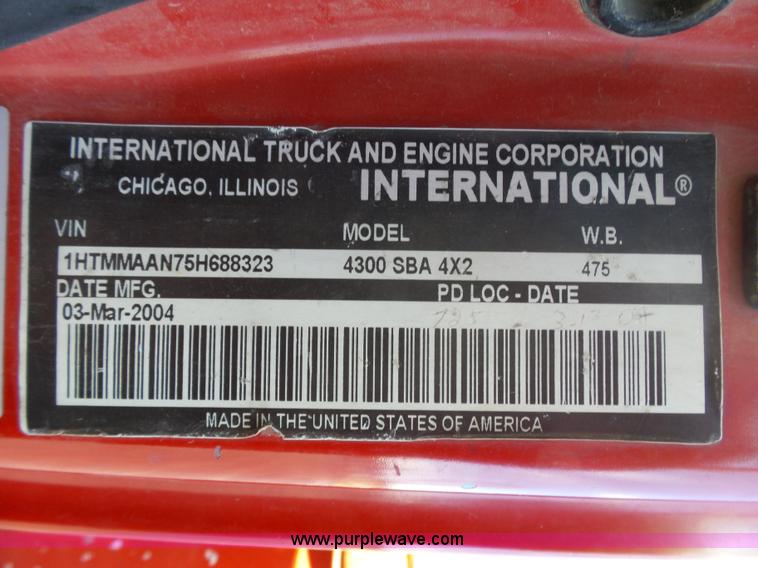 INTERNATIONAL TRUCK AND ENGINE CORPORATION
CHICAGO, ILLINOIS INTERNATIONAL®
VIN MODEL W.B.
1HTMMAAN75H688323 4300 SBA 4X2 475
DATE MFG. PD LOC - DATE
03-Mar-2004
MADE IN THE UNITED STATES OF AMERICA
www.purplewave.com